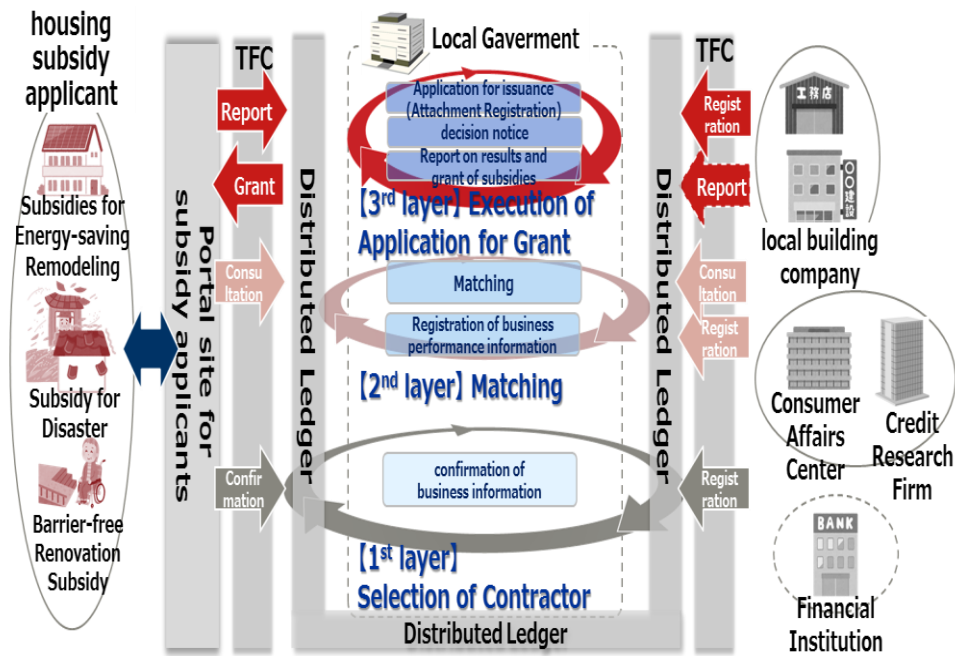 housing
subsidy
applicant
Subsidies for
Energy-saving
Remodeling
Subsidy for
Disaster
Barrier-free
Renovation
Subsidy
Portal site for
subsidy applicants
TFC
Report
Grant
Consu
ltation
Confir
mation
Distributed Ledger
Local Gaverment
Application for issuance
(Attachment Registration)
decision notice
Report on results and
grant of subsidies
【3rd layer】Execution of
Application for Grant
Matching
Registration of business
performance information
【2nd layer】Matching
confirmation of
business information
【1st layer】
Selection of Contractor
Distributed Ledger
Distributed Ledger
TFC
Regist
ration
Report
Consu
ltation
Regist
ration
Regist
ration
工務店
〇〇建設
local building
company
Consumer
Affairs
Center
Credit
Research
Firm
BANK
Financial
Institution